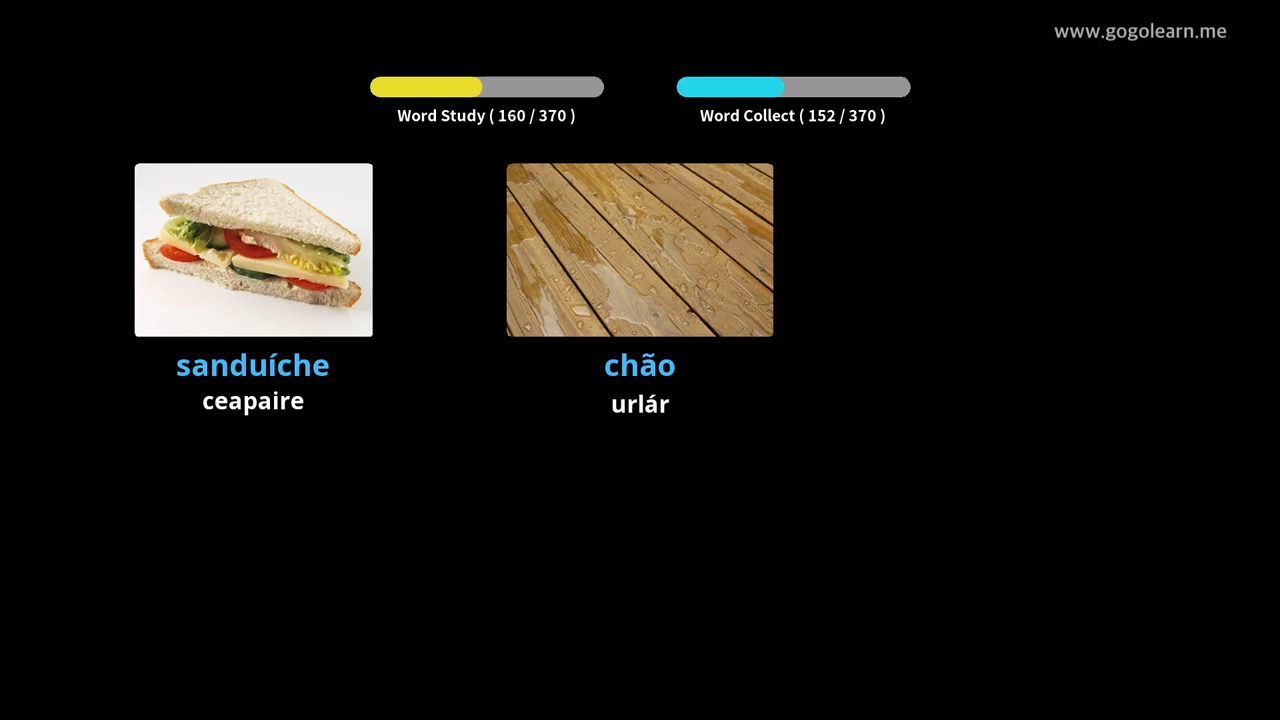 www.gogolearn.me
Word Study ( 160 / 370 )
Word Collect ( 152 / 370 )
sanduíche
ceapaire
chão
urlár